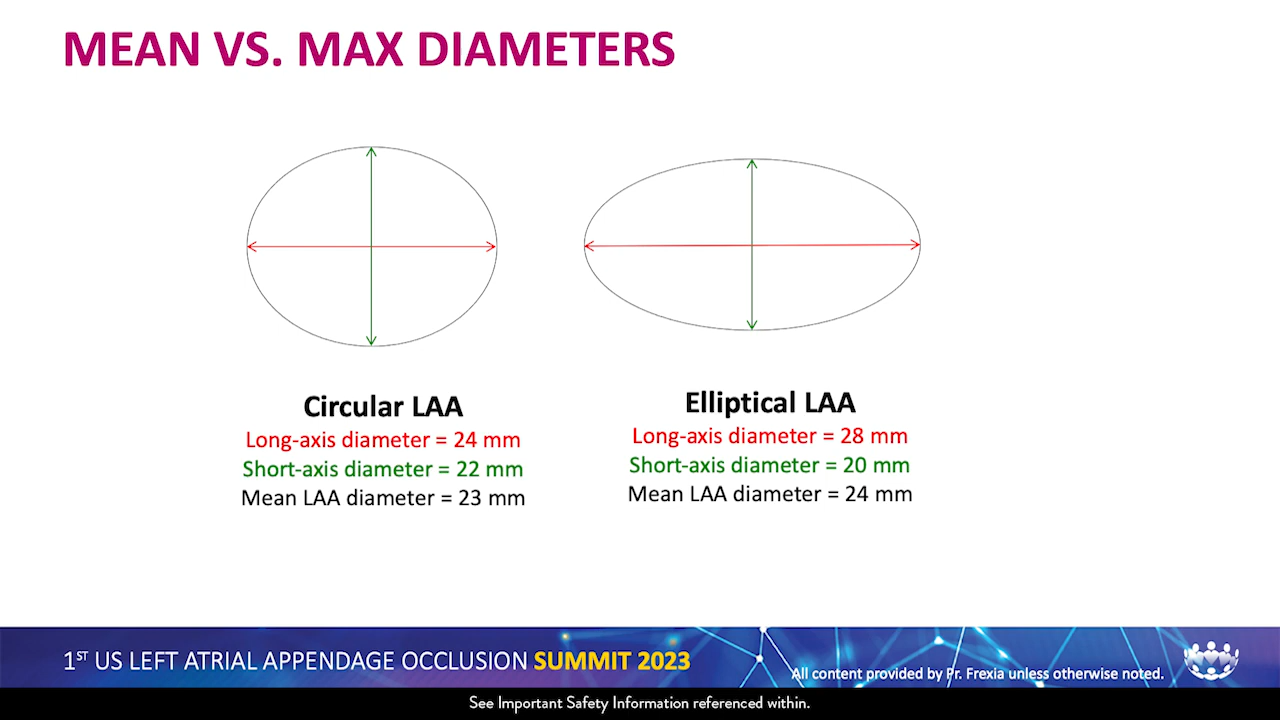 MEAN VS. MAX DIAMETERS
Circular LAA
Long-axis diameter = 24 mm
Short-axis diameter = 22 mm
Mean LAA diameter = 23 mm
Elliptical LAA
Long-axis diameter = 28 mm
Short-axis diameter = 20 mm
Mean LAA diameter = 24 mm
1ST US LEFT ATRIAL APPENDAGE OCCLUSION SUMMIT 2023
All content provided by Pr. Frexia unless otherwise noted.
See Important Safety Information referenced within.